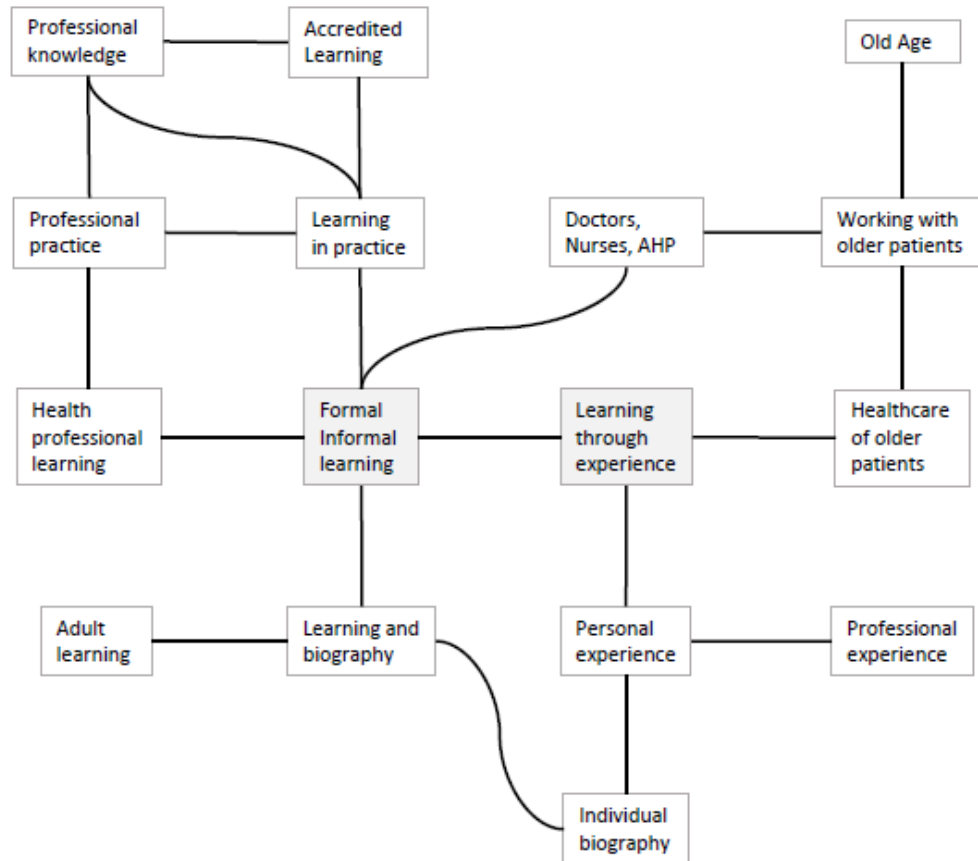 Professional
knowledge
Accredited
Learning
Old Age
Professional
practice
Learning
in practice
Doctors,
Nurses, AHP
Working with
older patients
Health
professional
learning
Formal
Informal
learning
Learning
through
experience
Healthcare
of older
patients
Adult
learning
Learning and
biography
Personal
experience
Professional
experience
Individual
biography